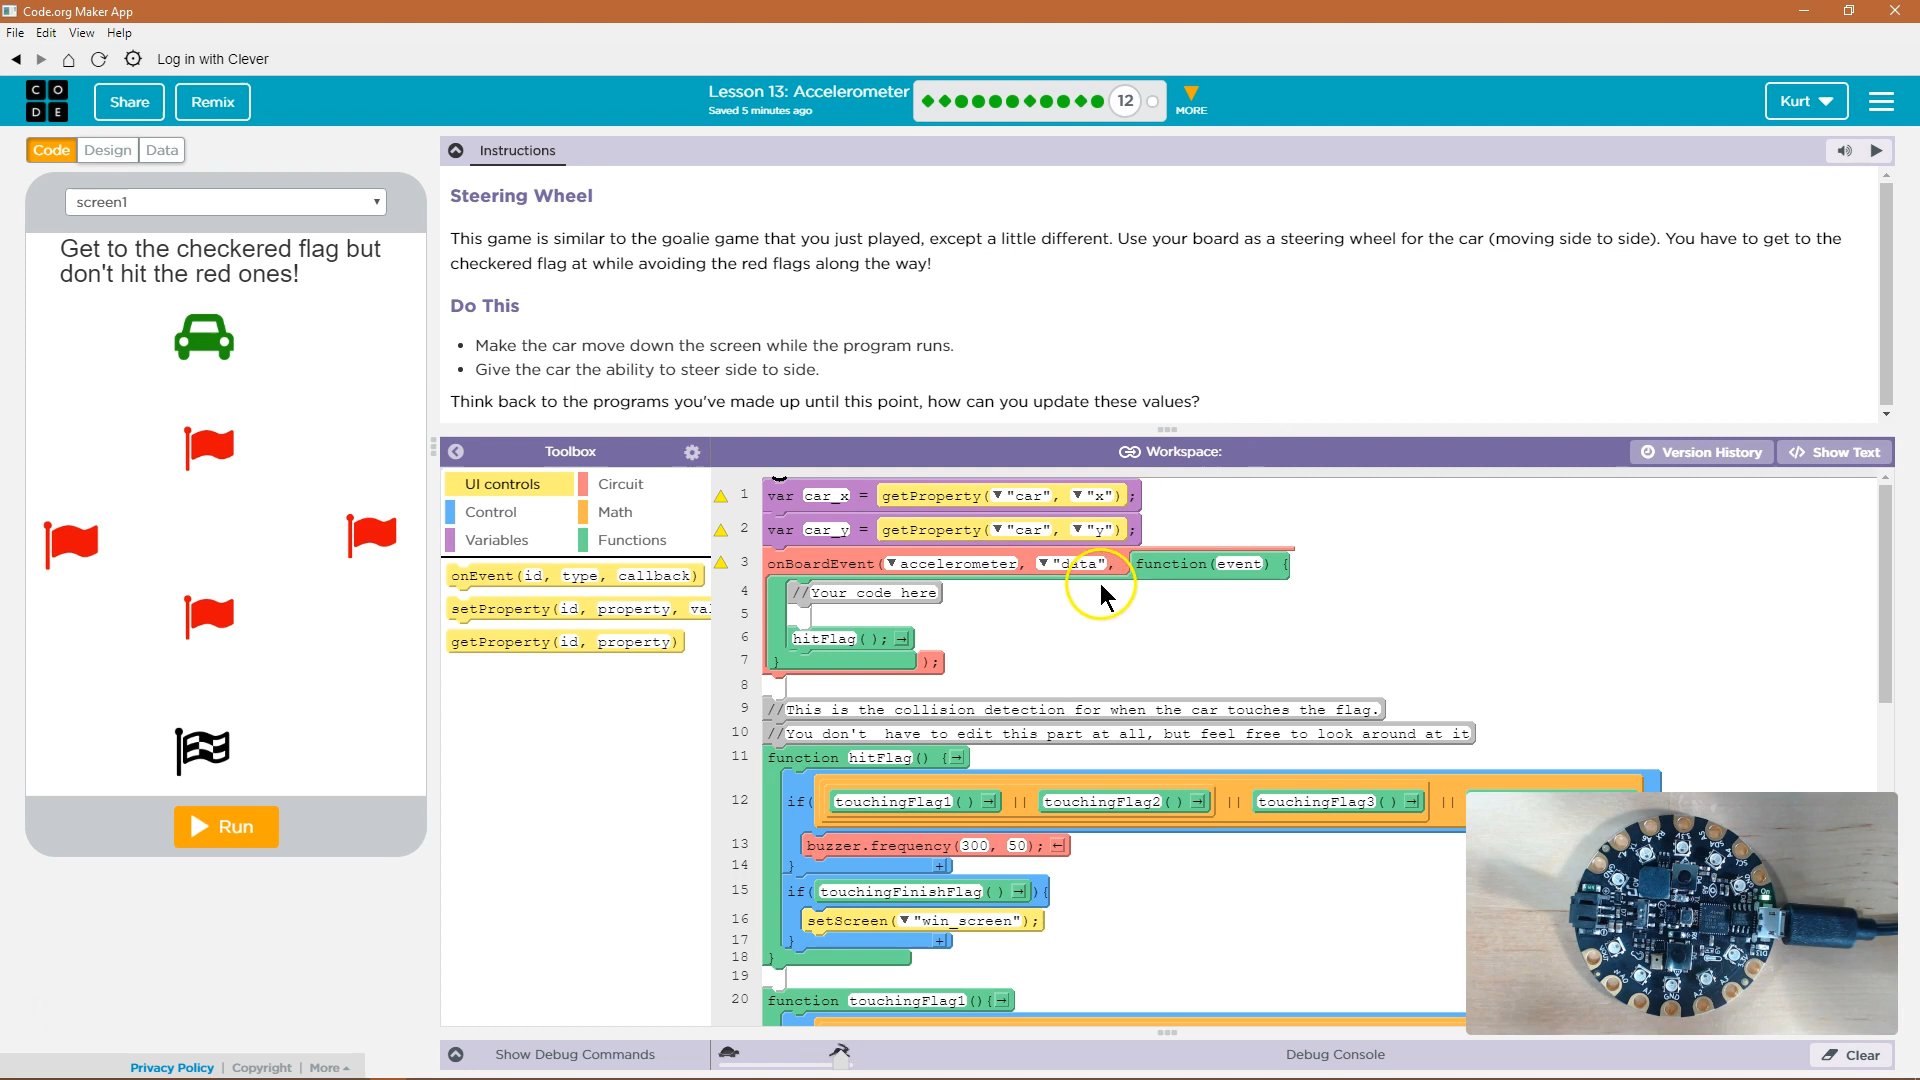 Code.org Maker App
File Edit View Help
Log in with Clever
CODE
Share
Remix
Lesson 13: Accelerometer
Saved 5 minutes ago
12
MORE
Kurt
Code Design Data
screen1
Get to the checkered flag but
don't hit the red ones!
Run
Instructions
Steering Wheel
This game is similar to the goalie game that you just played, except a little different. Use your board as a steering wheel for the car (moving side to side). You have to get to the
checkered flag at while avoiding the red flags along the way!
Do This
• Make the car move down the screen while the program runs.
• Give the car the ability to steer side to side.
Think back to the programs you've made up until this point, how can you update these values?
Toolbox
Workspace:
Version History
</> Show Text
UI controls
Circuit
Control
Math
Variables
Functions
onEvent(id, type, callback)
setProperty(id, property, val
getProperty(id, property)
1 var car_x = getProperty(▼"car", ▼"x");
2 var car_y = getProperty(▼"car", ▼"y");
3 onBoardEvent(▼accelerometer, ▼"data", function(event) {
4 //Your code here
5
6 hitFlag();
7 } );
8
9 //This is the collision detection for when the car touches the flag.
10 //You don't have to edit this part at all, but feel free to look around at it
11 function hitFlag() {
12 if( touchingFlag1() || touchingFlag2() || touchingFlag3() ||
13 buzzer.frequency(300, 50);
14 }
15 if( touchingFinishFlag() ){
16 setScreen(▼"win_screen");
17 }
18 }
19
20 function touchingFlag1(){
Show Debug Commands
Debug Console
Clear
Privacy Policy | Copyright | More